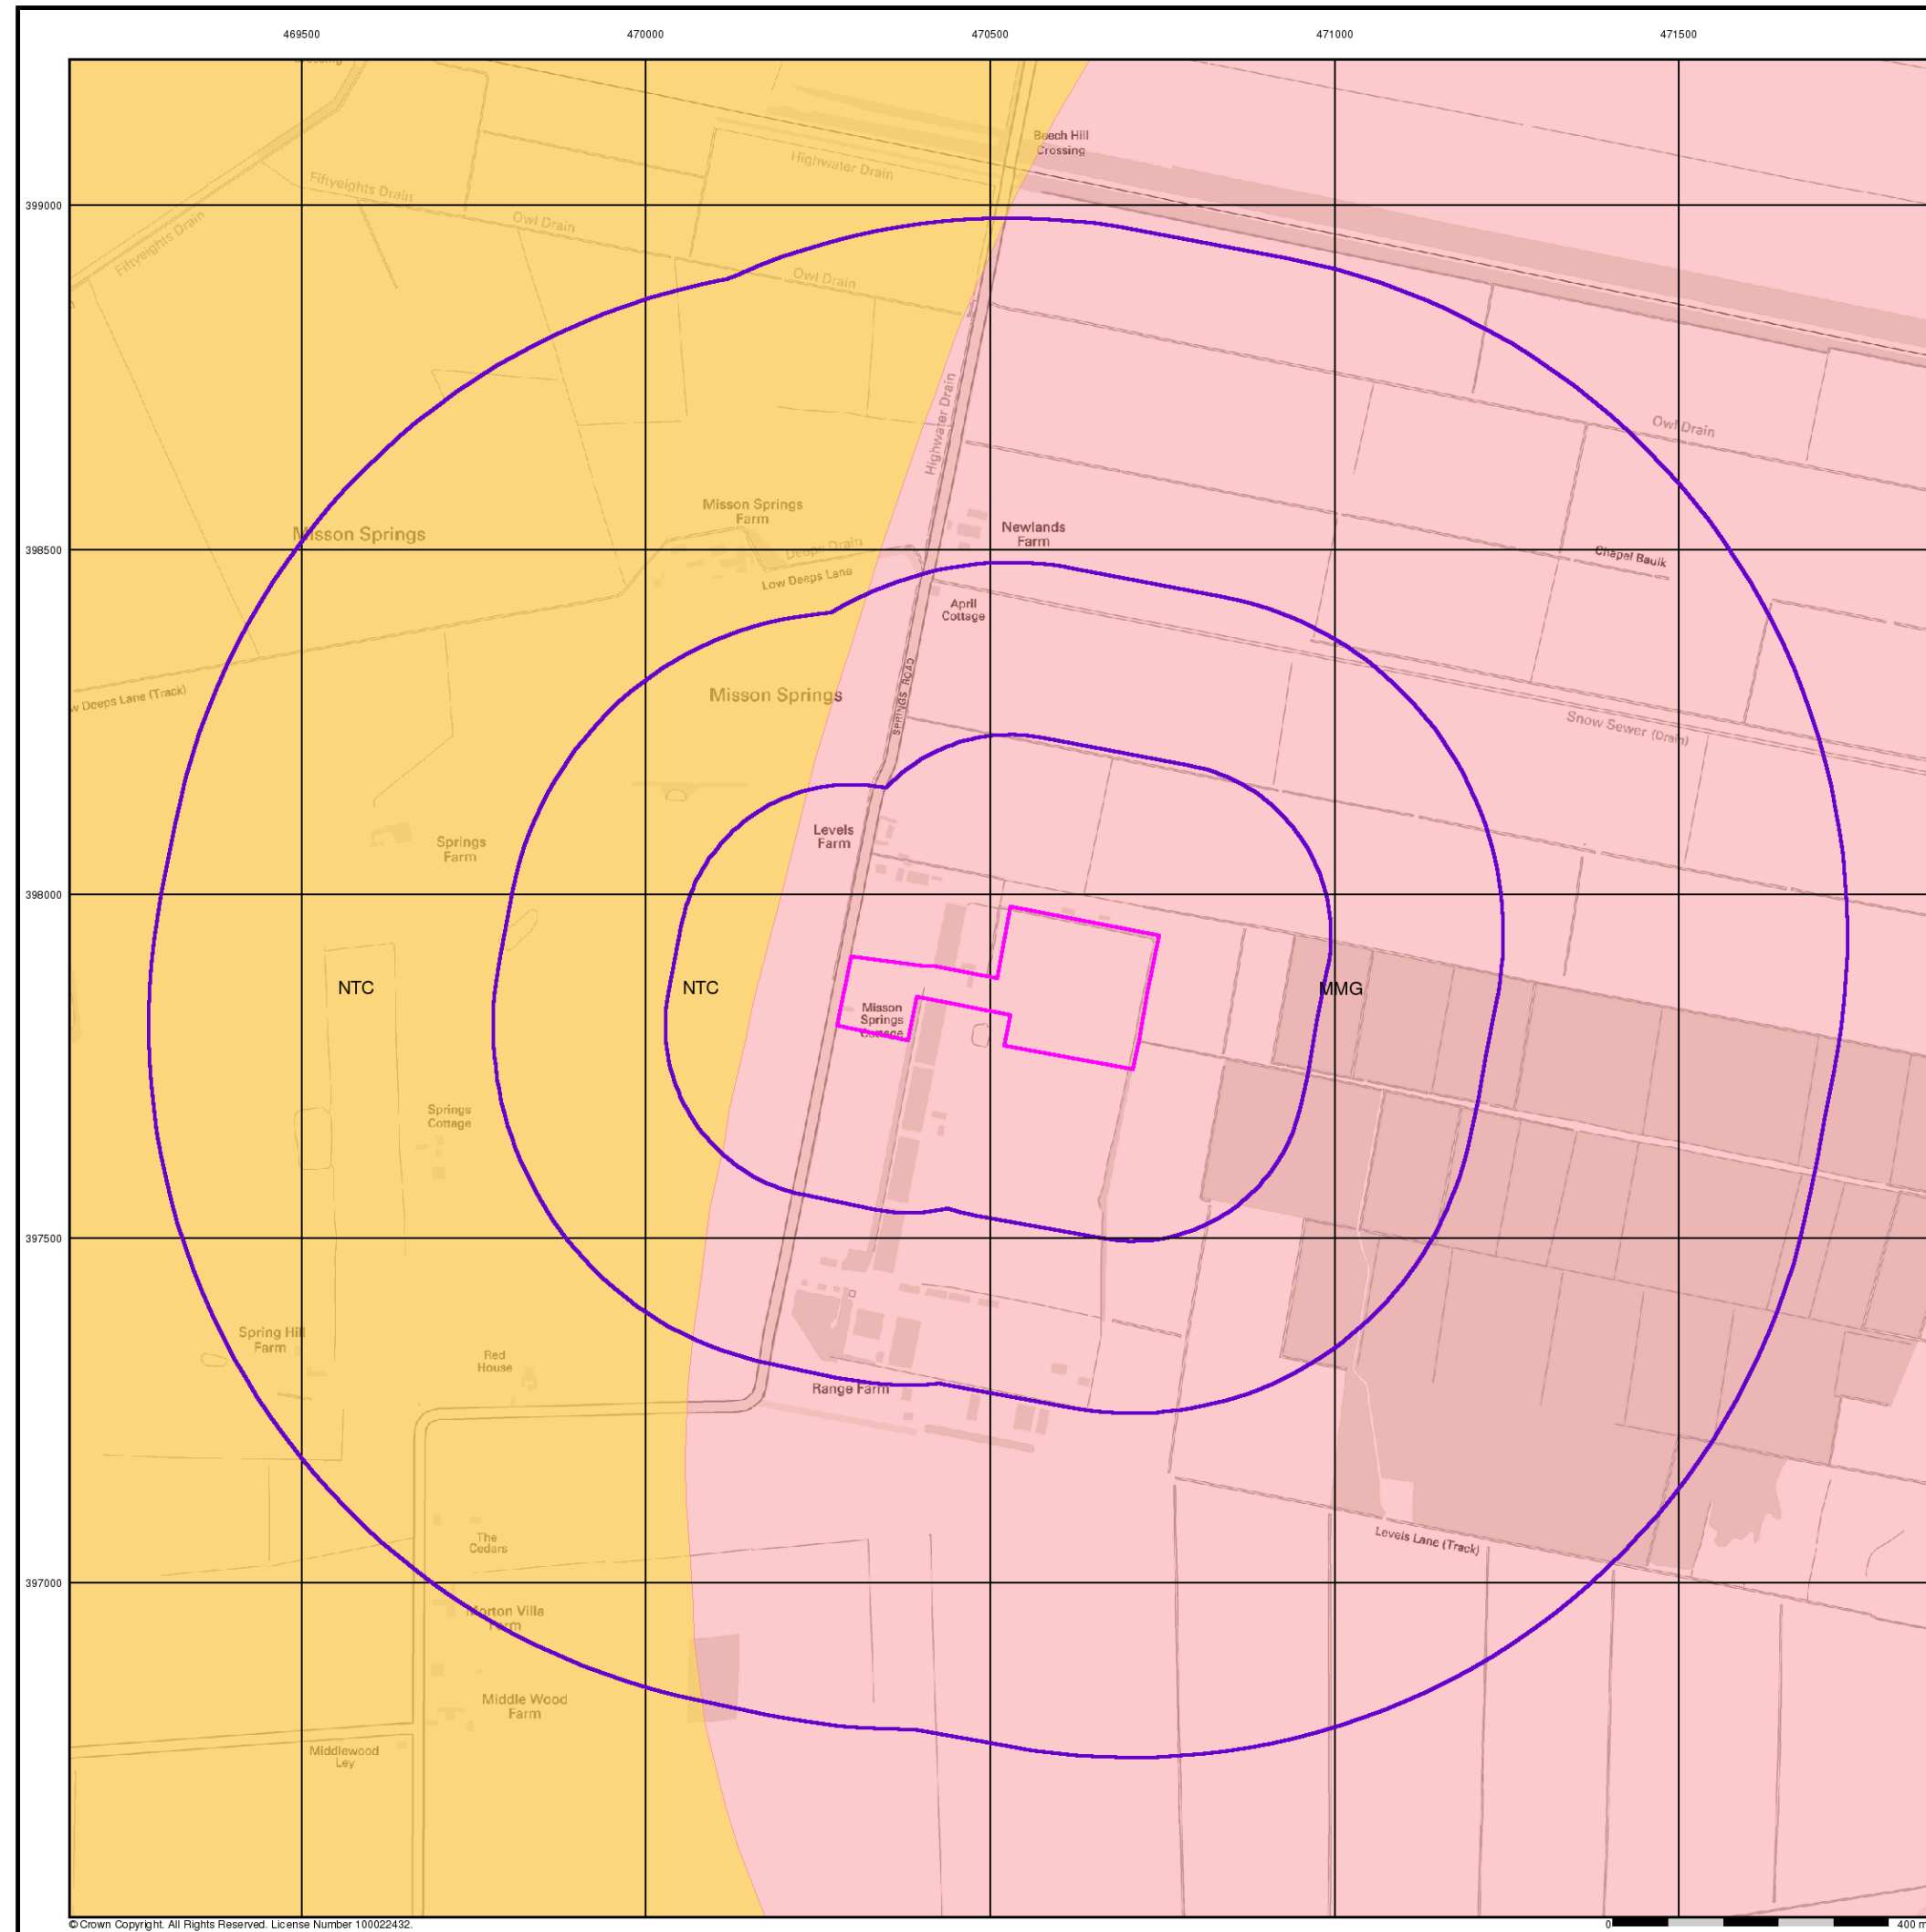 469500
470000
470500
471000
471500
Beech Hill
Crossing
Highwater Drain
Fiftyeights Drain
399000
Owl Drain
Fiftyeights Drain
Owl Drain
Highwater Drain
Owl Drain
Misson Springs
Farm
Misson Springs
Newlands
Farm
398500
Deeps Drain
Low Deeps Lane
Chapel Baulk
April
Cottage
SPRINGS ROAD
Misson Springs
w Deeps Lane (Track)
Snow Sewer (Drain)
Levels
Farm
Springs
Farm
398000
NTC
NTC
MMG
Misson
Springs
Cottage
Springs
Cottage
397500
Spring Hill
Farm
Red
House
Range Farm
The
Cedars
Levels Lane (Track)
397000
Morton Villa
Farm
Middle Wood
Farm
Middlewood
Ley
© Crown Copyright. All Rights Reserved. License Number 100022432.
0 400 m